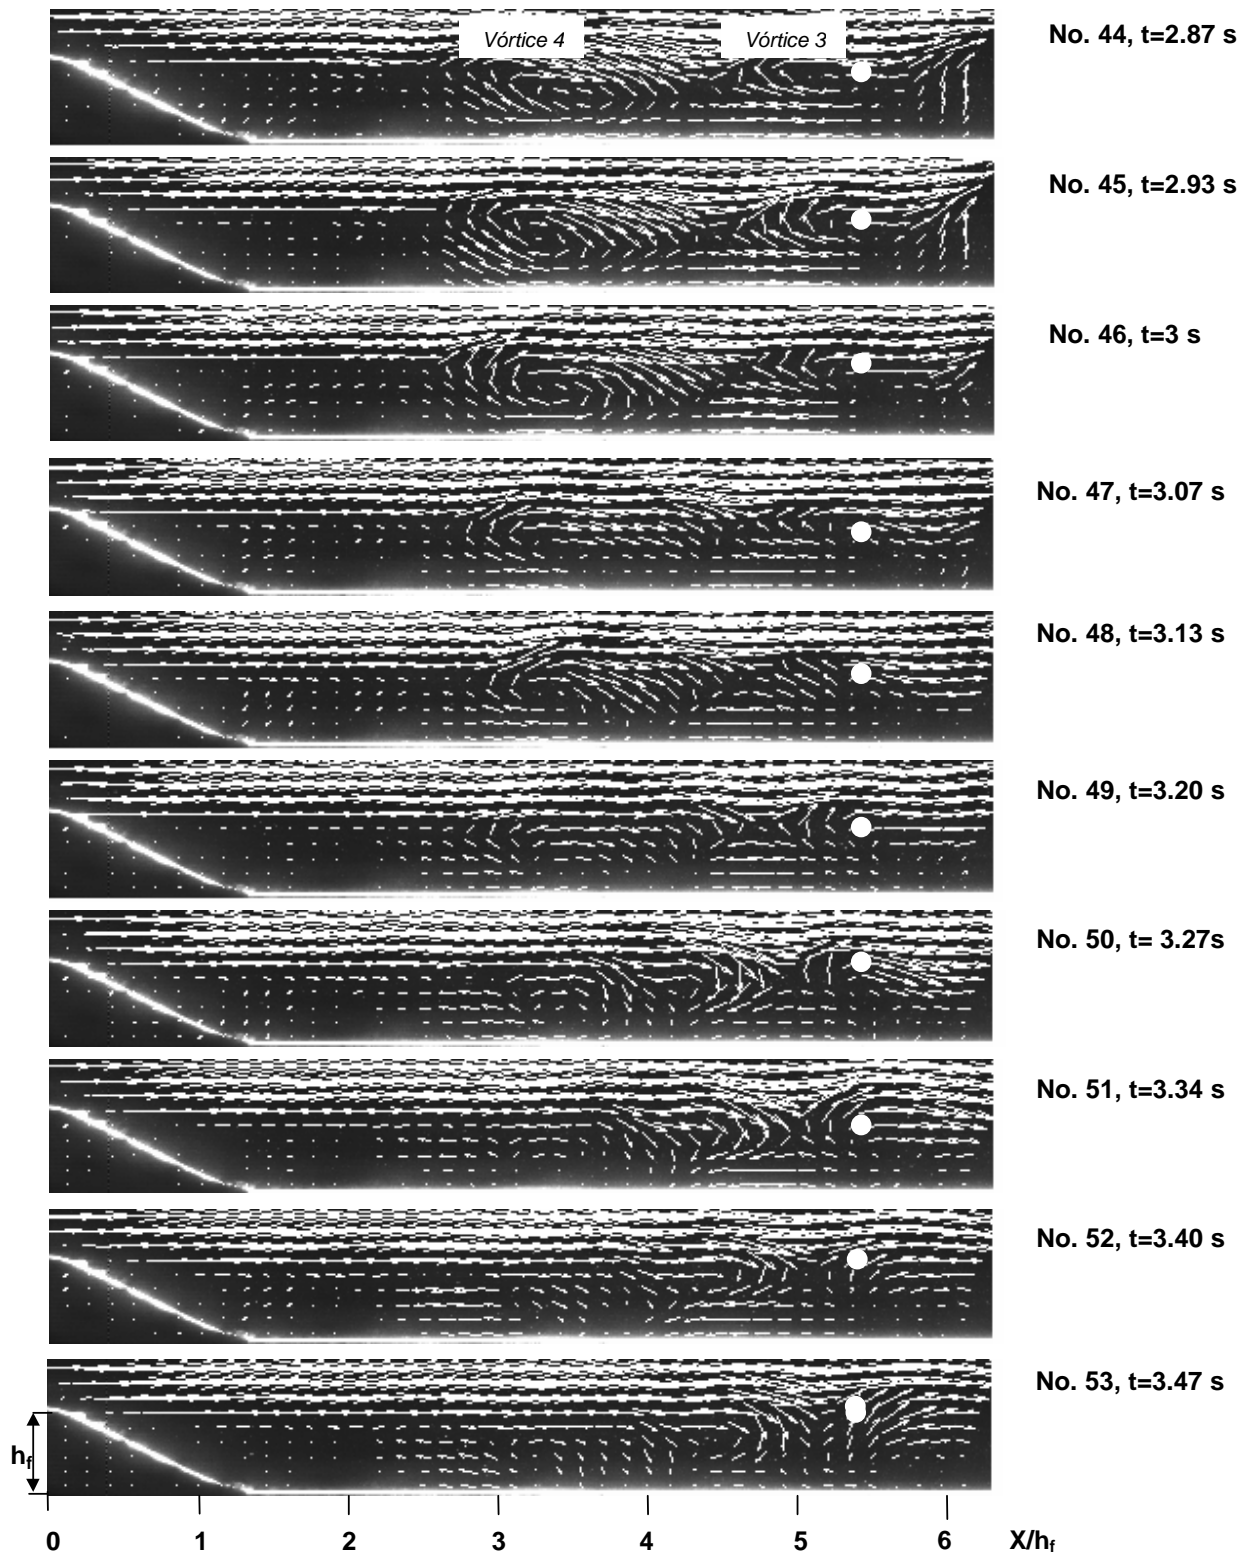 Vórtice 4 Vórtice 3
No. 44, t=2.87 s
No. 45, t=2.93 s
No. 46, t=3 s
No. 47, t=3.07 s
No. 48, t=3.13 s
No. 49, t=3.20 s
No. 50, t= 3.27s
No. 51, t=3.34 s
No. 52, t=3.40 s
No. 53, t=3.47 s
hf
0 1 2 3 4 5 6 X/hf